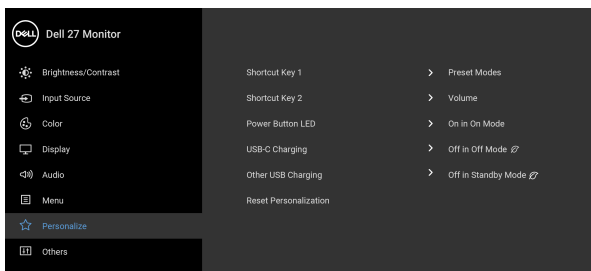 DELL Dell 27 Monitor
Brightness/Contrast
Input Source
Color
Display
Audio
Menu
Personalize
Others
Shortcut Key 1 > Preset Modes
Shortcut Key 2 > Volume
Power Button LED > On in On Mode
USB-C Charging > Off in Off Mode
Other USB Charging > Off in Standby Mode
Reset Personalization